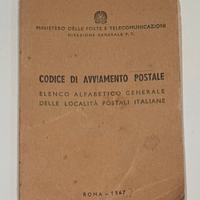 MINISTERO DELLE POSTE E TELECOMUNICAZIONI
DIREZIONE GENERALE P. T.
CODICE DI AVVIAMENTO POSTALE
ELENCO ALFABETICO GENERALE
DELLE LOCALITÀ POSTALI ITALIANE
ROMA - 1967